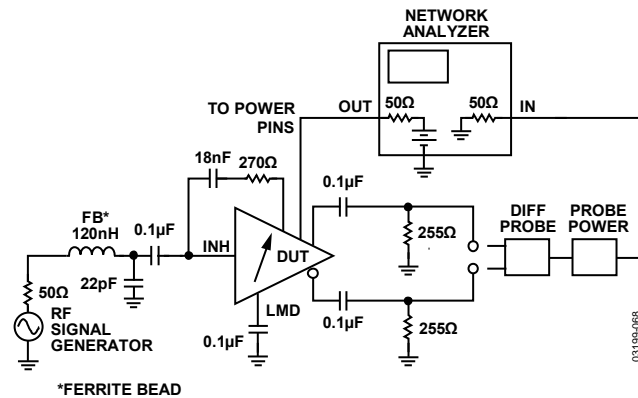 NETWORK
ANALYZER
OUT
50Ω
50Ω
IN
TO POWER
PINS
18nF
270Ω
0.1µF
FB*
120nH
0.1µF
INH
DUT
255Ω
DIFF
PROBE
PROBE
POWER
50Ω
22pF
LMD
0.1µF
0.1µF
255Ω
RF
SIGNAL
GENERATOR
*FERRITE BEAD
03199-068